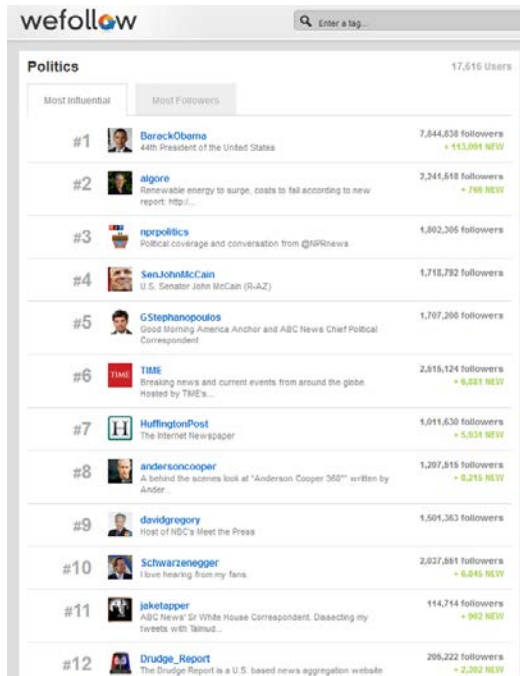 wefollow
Enter a tag...
Politics
17,616 Users
Most Influential
Most Followers
#1
BarackObama
7,844,838 followers
44th President of the United States
+ 113,091 NEW
#2
algore
2,241,618 followers
Renewable energy to surge, costs to fall according to new
+ 766 NEW
report: http:/...
#3
nprpolitics
1,802,305 followers
Political coverage and conversation from @NPRnews
#4
SenJohnMcCain
1,718,792 followers
U.S. Senator John McCain (R-AZ)
#5
GStephanopoulos
1,707,200 followers
Good Morning America Anchor and ABC News Chief Political
Correspondent
#6
TIME
TIME
2,615,124 followers
Breaking news and current events from around the globe.
+ 6,881 NEW
Hosted by TIME's...
#7
H
HuffingtonPost
1,011,630 followers
The Internet Newspaper
+ 5,931 NEW
#8
andersoncooper
1,207,515 followers
A behind the scenes look at "Anderson Cooper 360°" written by
+ 8,215 NEW
Ander...
#9
davidgregory
1,501,363 followers
Host of NBC's Meet the Press
#10
Schwarzenegger
2,037,551 followers
I love hearing from my fans.
+ 6,845 NEW
#11
jaketapper
114,714 followers
ABC News' Sr White House Correspondent. Dissecting my
+ 902 NEW
tweets with Talmud...
#12
Drudge_Report
205,222 followers
The Drudge Report is a U.S. based news aggregation website
+ 2,302 NEW